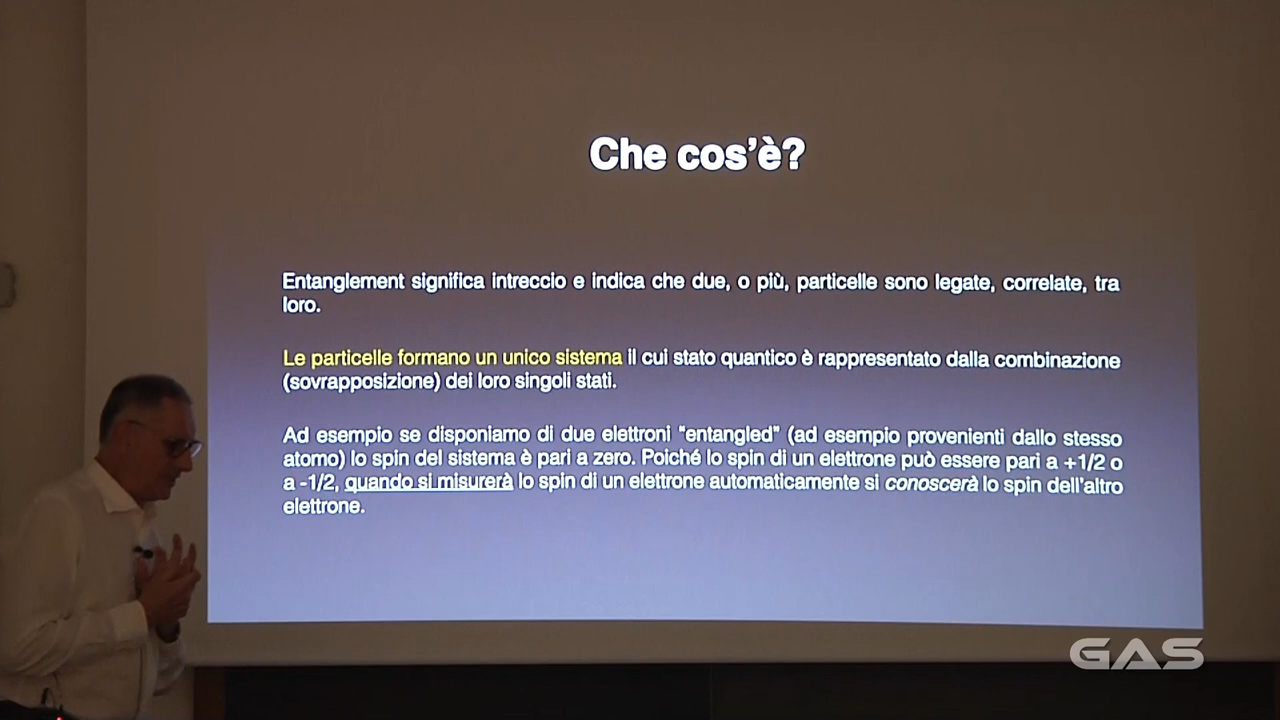 Che cos'è?
Entanglement significa intreccio e indica che due, o più, particelle sono legate, correlate, tra
loro.
Le particelle formano un unico sistema il cui stato quantico è rappresentato dalla combinazione
(sovrapposizione) dei loro singoli stati.
Ad esempio se disponiamo di due elettroni "entangled" (ad esempio provenienti dallo stesso
atomo) lo spin del sistema è pari a zero. Poiché lo spin di un elettrone può essere pari a +1/2 o
a -1/2, quando si misurerà lo spin di un elettrone automaticamente si conoscerà lo spin dell'altro
elettrone.
GAS